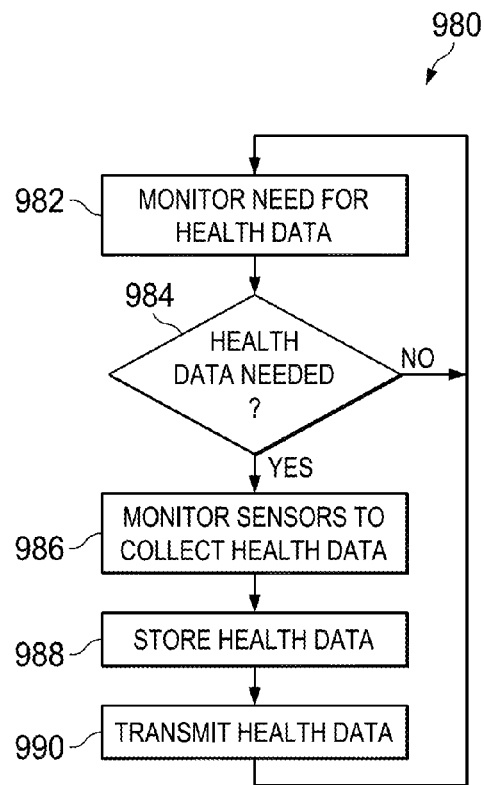 980
982
MONITOR NEED FOR
HEALTH DATA
984
HEALTH
DATA NEEDED
?
NO
YES
986
MONITOR SENSORS TO
COLLECT HEALTH DATA
988
STORE HEALTH DATA
990
TRANSMIT HEALTH DATA